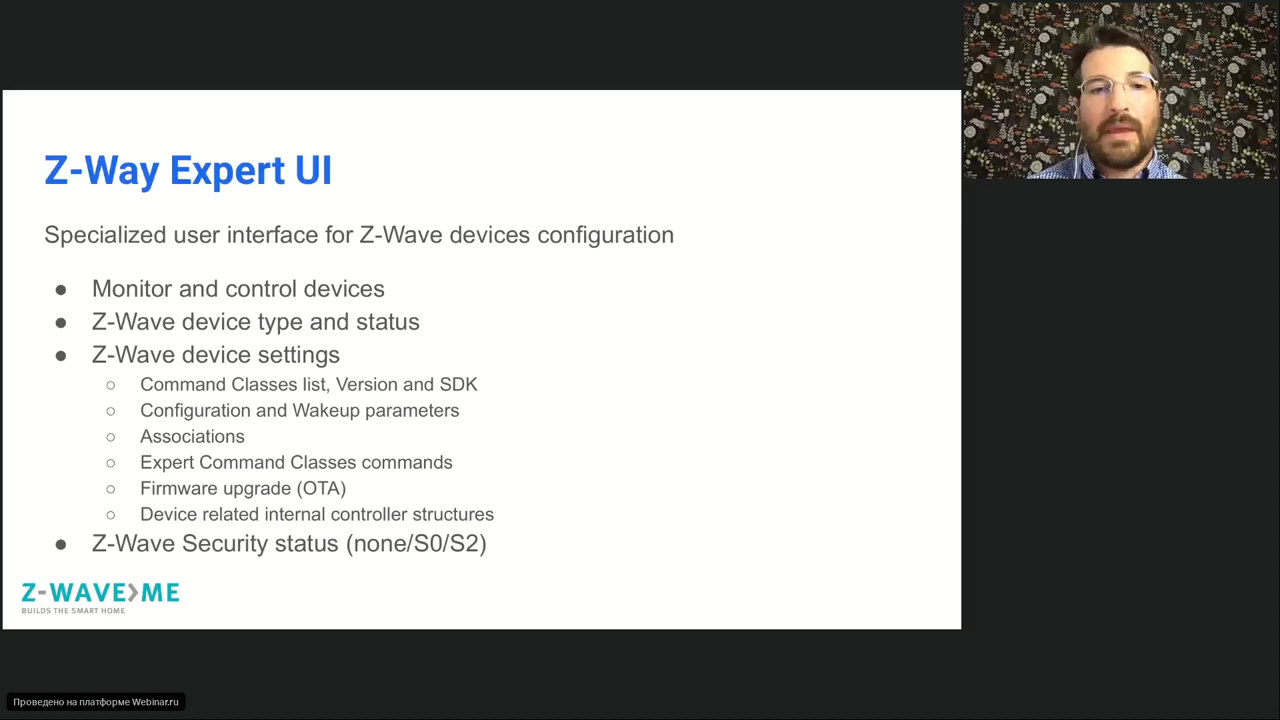 Z-Way Expert UI
Specialized user interface for Z-Wave devices configuration
● Monitor and control devices
● Z-Wave device type and status
● Z-Wave device settings
○ Command Classes list, Version and SDK
○ Configuration and Wakeup parameters
○ Associations
○ Expert Command Classes commands
○ Firmware upgrade (OTA)
○ Device related internal controller structures
● Z-Wave Security status (none/S0/S2)
Z-WAVE>ME
BUILDS THE SMART HOME
Проведено на платформе Webinar.ru